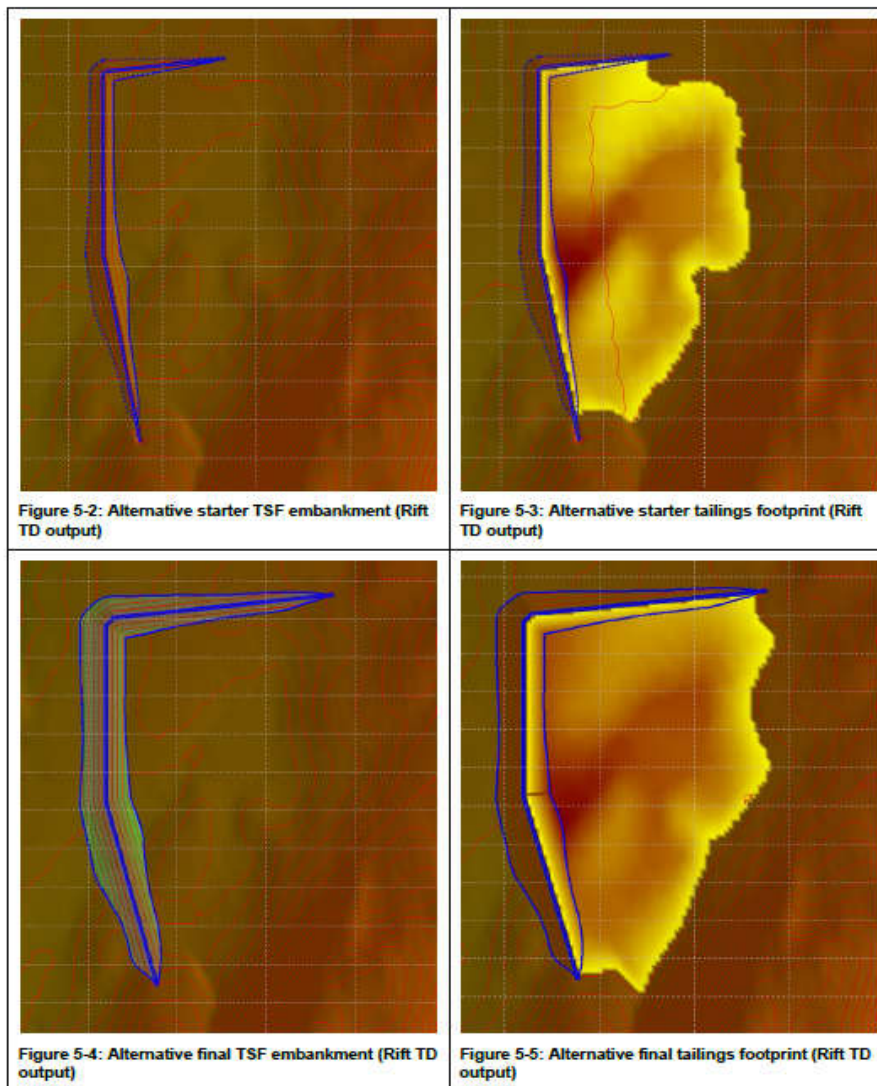 Figure 5-2: Alternative starter TSF embankment (Rift
TD output)
Figure 5-3: Alternative starter tailings footprint (Rift
TD output)
Figure 5-4: Alternative final TSF embankment (Rift TD
output)
Figure 5-5: Alternative final tailings footprint (Rift TD
output)